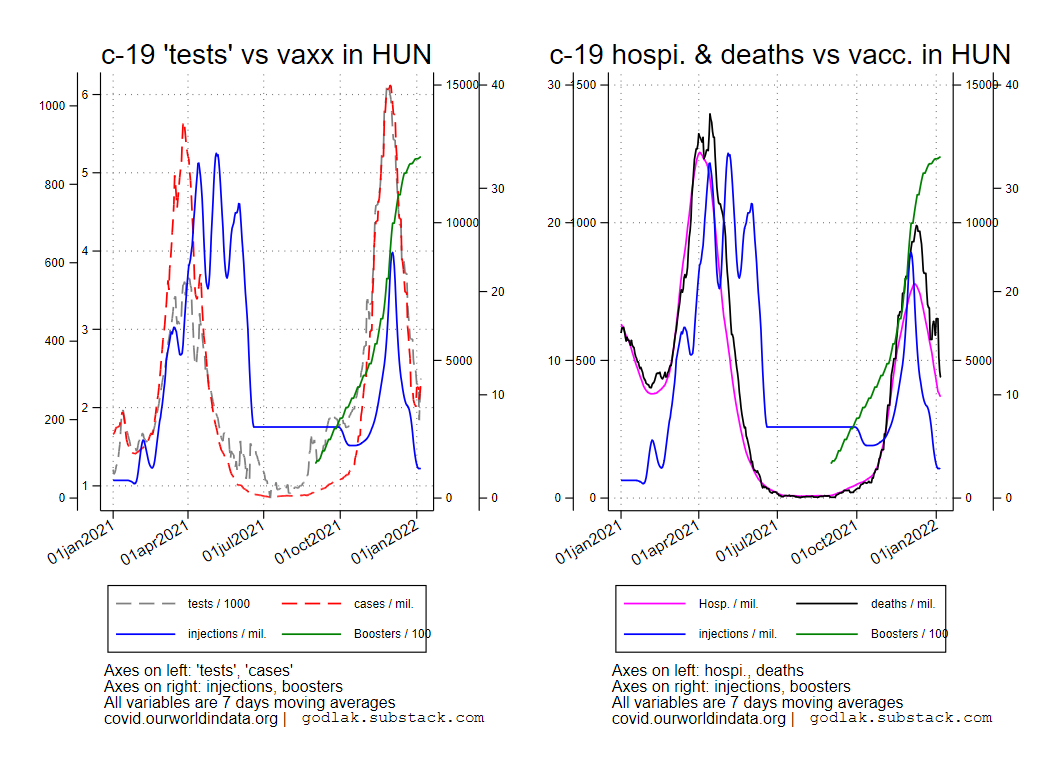 c-19 'tests' vs vaxx in HUN
1000
800
600
400
200
0
6
5
4
3
2
1
15000
10000
5000
0
40
30
20
10
0
01jan2021
01apr2021
01jul2021
01oct2021
01jan2022
tests / 1000
cases / mil.
injections / mil.
Boosters / 100
Axes on left: 'tests', 'cases'
Axes on right: injections, boosters
All variables are 7 days moving averages
covid.ourworldindata.org | godlak.substack.com
c-19 hospi. & deaths vs vacc. in HUN
30
20
10
0
1500
1000
500
0
15000
10000
5000
0
40
30
20
10
0
01jan2021
01apr2021
01jul2021
01oct2021
01jan2022
Hosp. / mil.
deaths / mil.
injections / mil.
Boosters / 100
Axes on left: hospi., deaths
Axes on right: injections, boosters
All variables are 7 days moving averages
covid.ourworldindata.org | godlak.substack.com